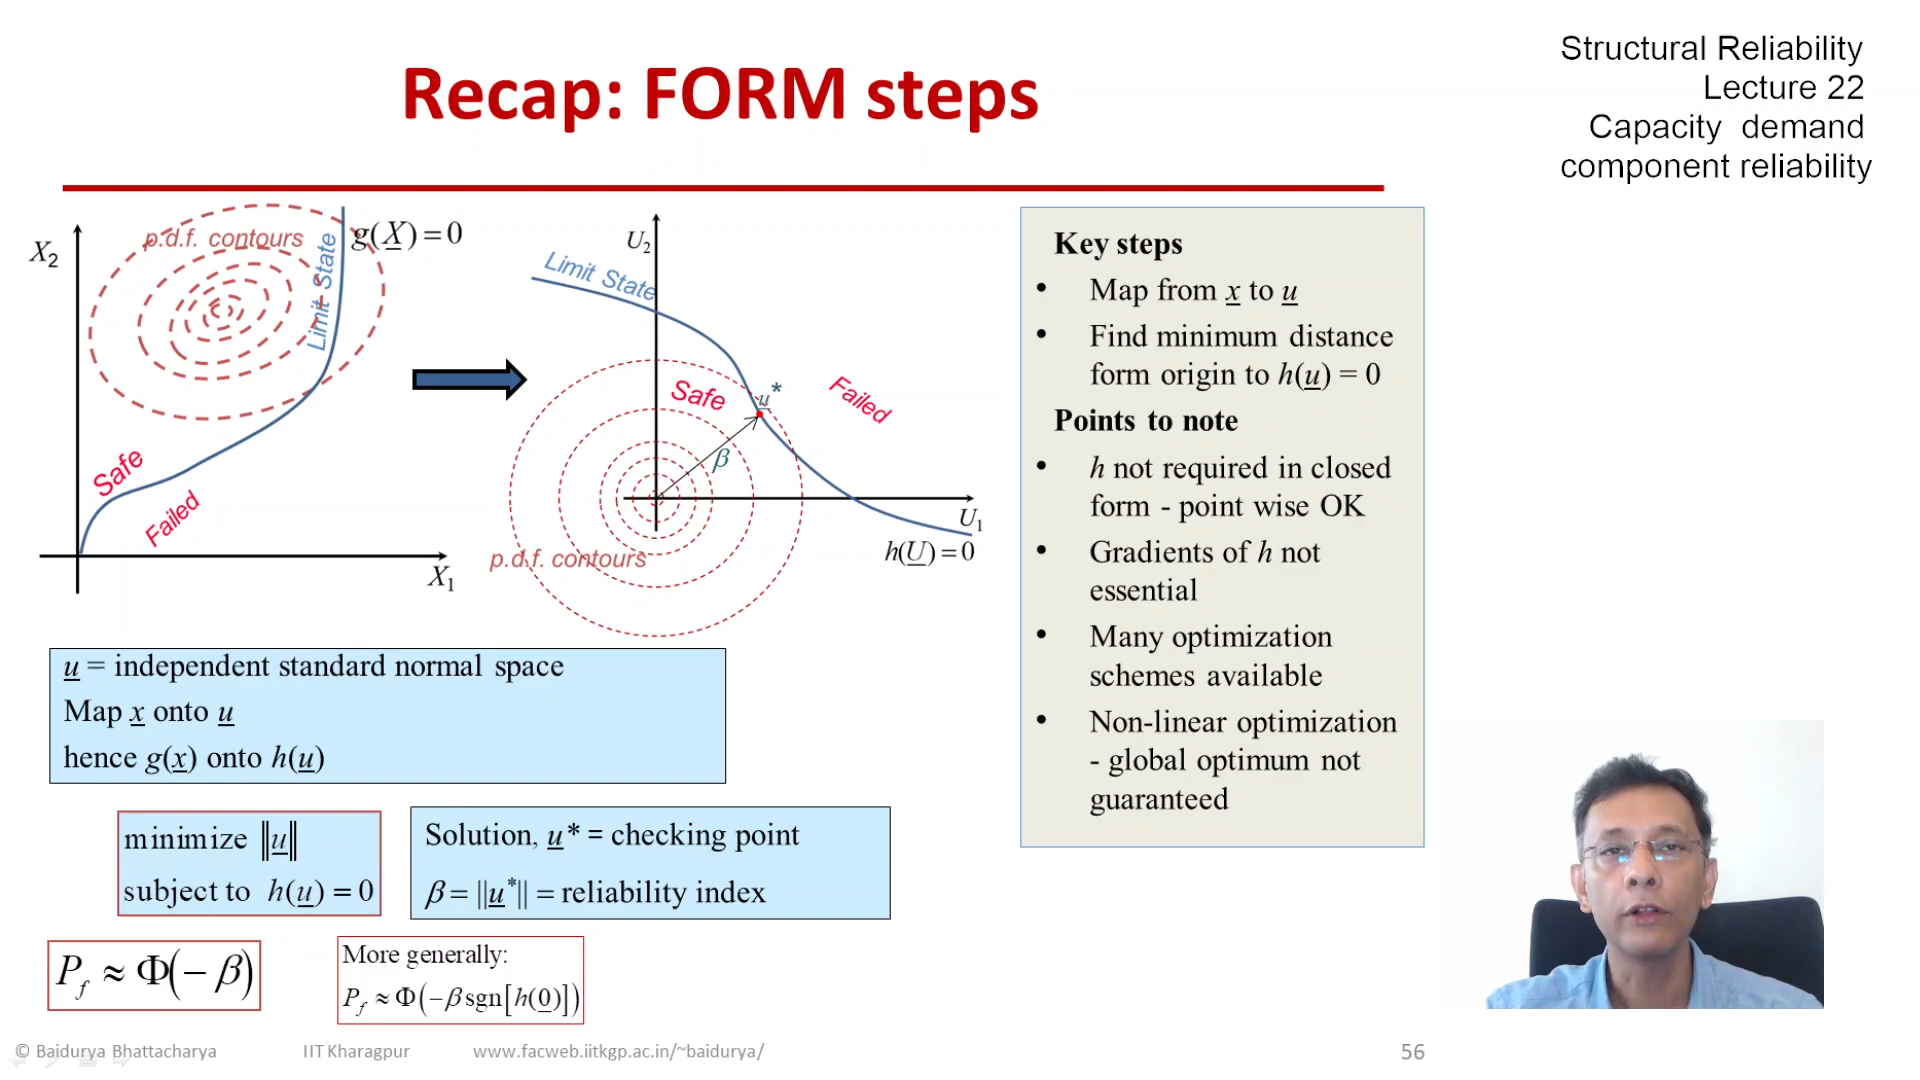 Recap: FORM steps
Structural Reliability
Lecture 22
Capacity demand
component reliability
X₂
p.d.f. contours
Limit State
g(X) = 0
Safe
Failed
X₁
U₂
Limit State
Safe
u*
Failed
β
U₁
p.d.f. contours
h(U) = 0
Key steps
• Map from x to u
• Find minimum distance
form origin to h(u) = 0
Points to note
• h not required in closed
form - point wise OK
• Gradients of h not
essential
• Many optimization
schemes available
• Non-linear optimization
- global optimum not
guaranteed
u = independent standard normal space
Map x onto u
hence g(x) onto h(u)
minimize ‖u‖
subject to h(u) = 0
Solution, u* = checking point
β = ||u*|| = reliability index
P_f ≈ Φ(− β)
More generally:
P_f ≈ Φ(−β sgn[h(0)])
© Baidurya Bhattacharya IIT Kharagpur www.facweb.iitkgp.ac.in/~baidurya/ 56